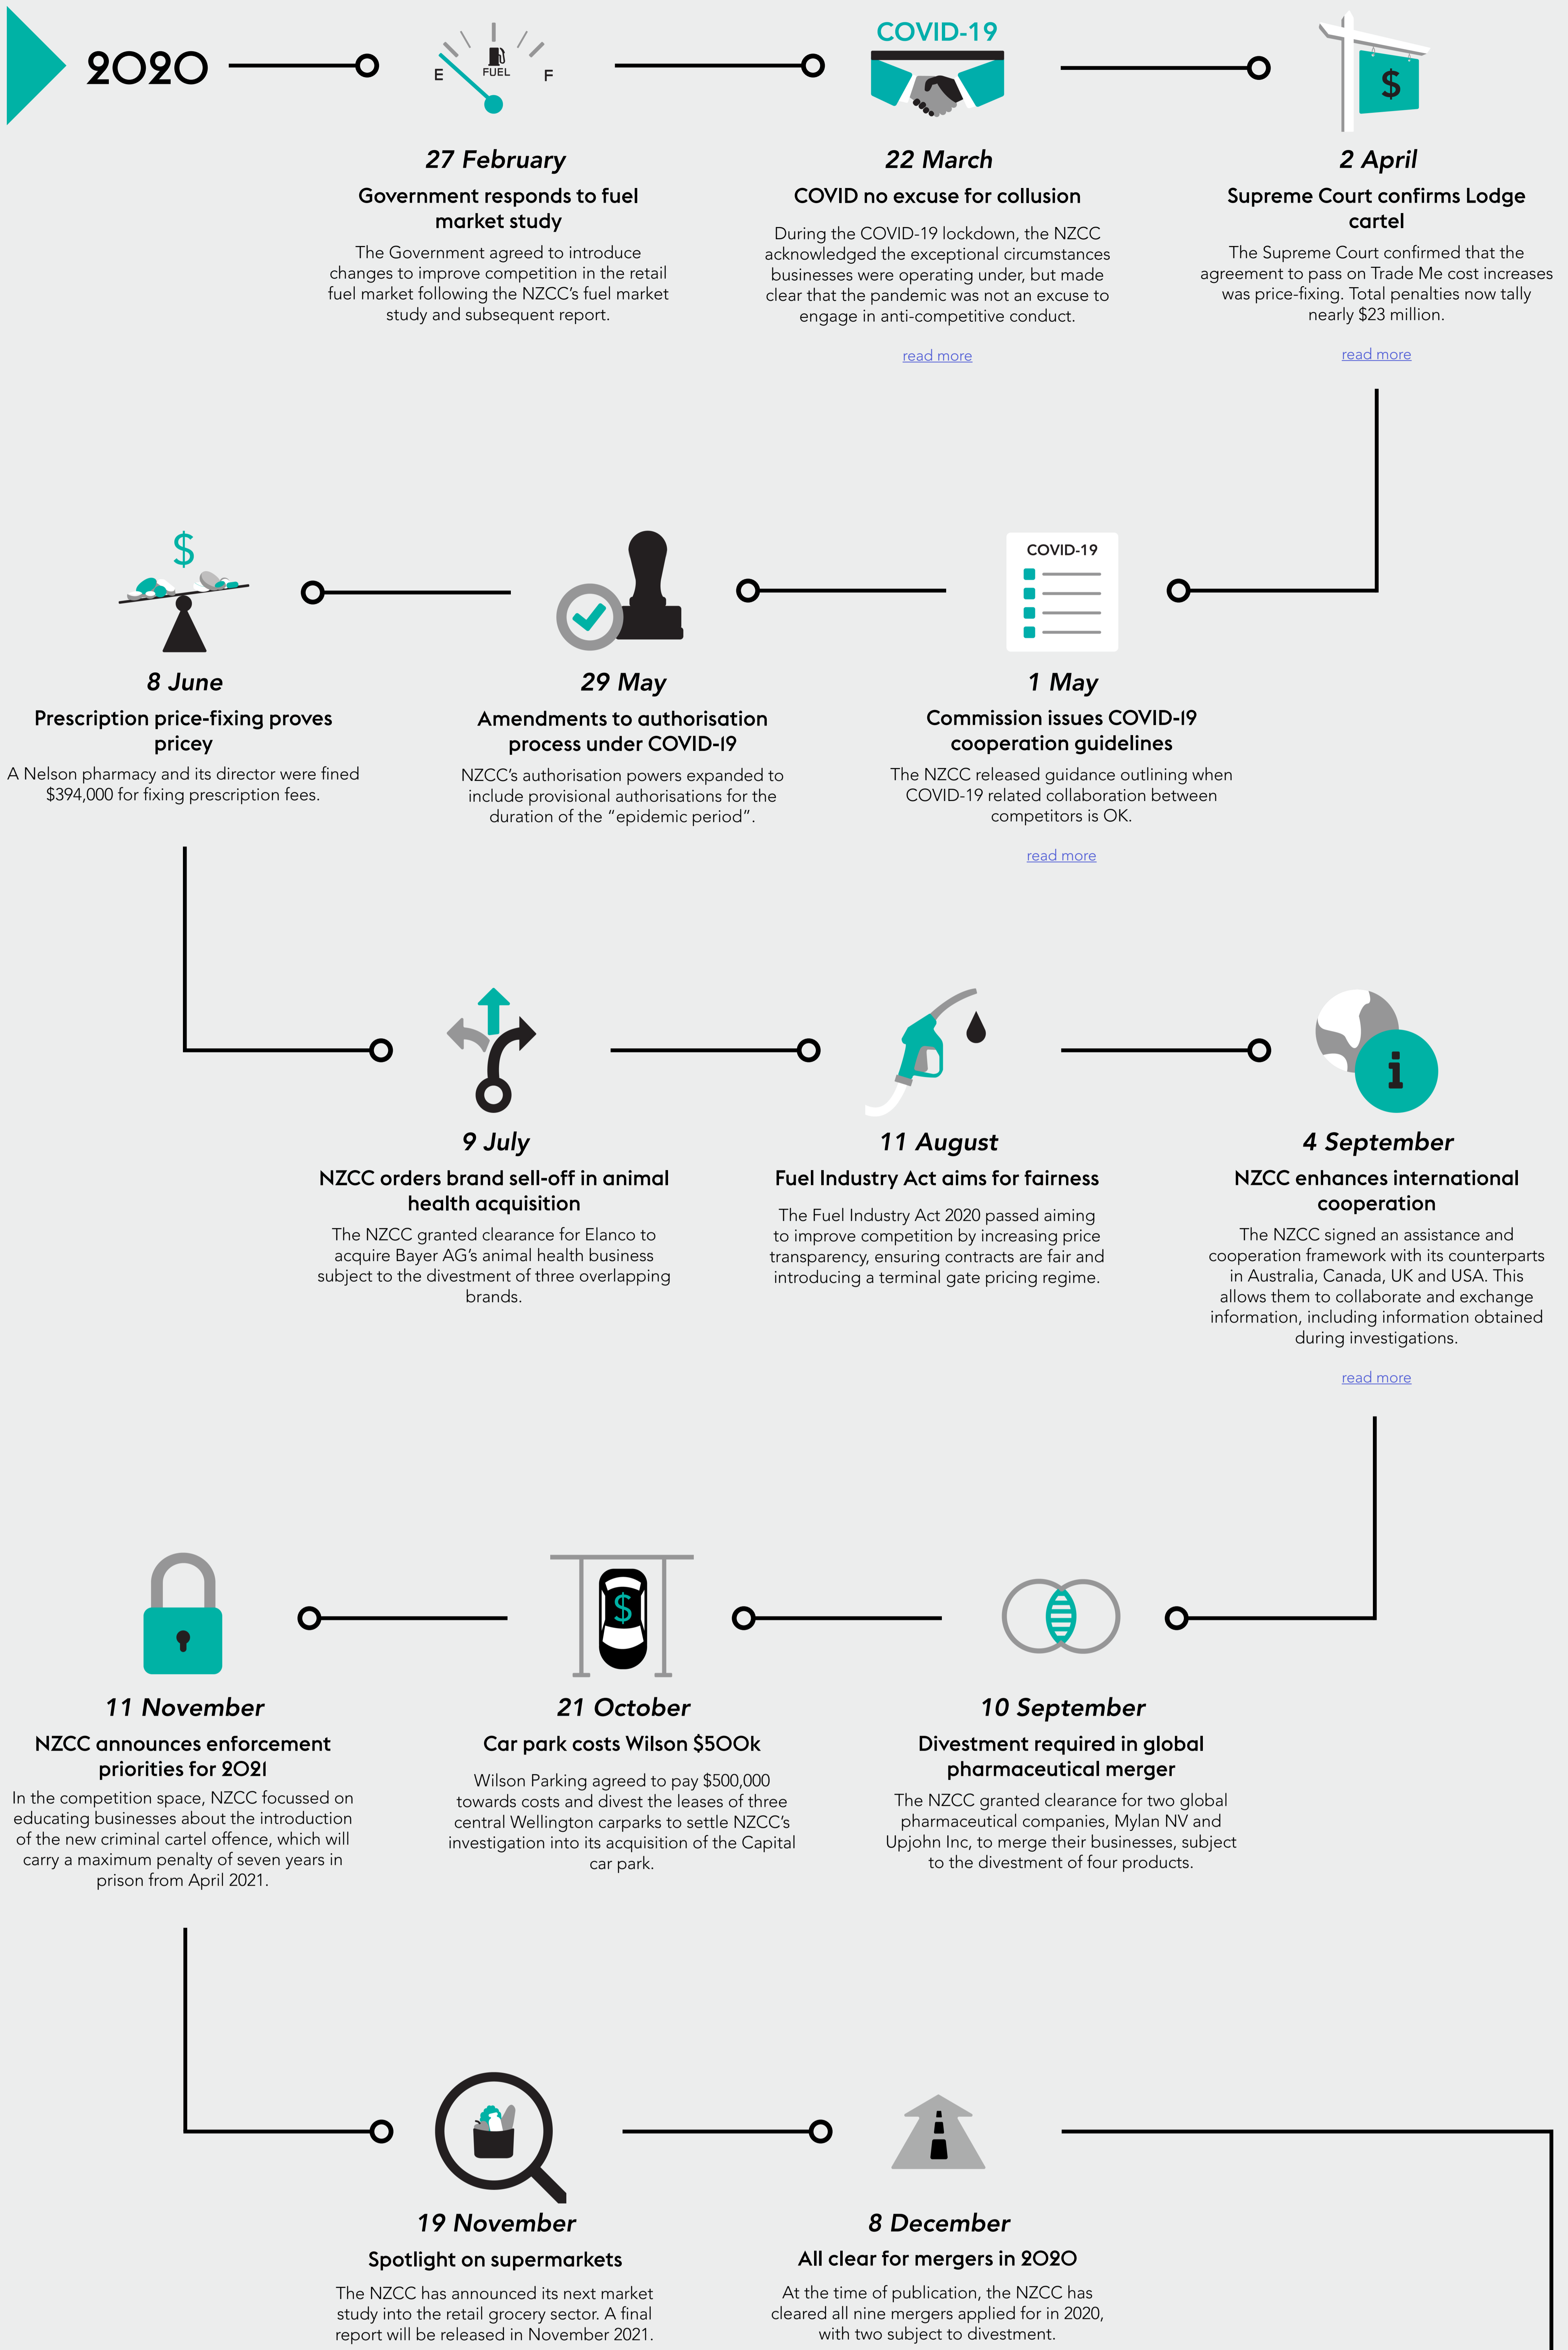 2020
E
FUEL
F
27 February
Government responds to fuel
market study
The Government agreed to introduce
changes to improve competition in the retail
fuel market following the NZCC's fuel market
study and subsequent report.
COVID-19
22 March
COVID no excuse for collusion
During the COVID-19 lockdown, the NZCC
acknowledged the exceptional circumstances
businesses were operating under, but made
clear that the pandemic was not an excuse to
engage in anti-competitive conduct.
read more
$
2 April
Supreme Court confirms Lodge
cartel
The Supreme Court confirmed that the
agreement to pass on Trade Me cost increases
was price-fixing. Total penalties now tally
nearly $23 million.
read more
COVID-19
1 May
Commission issues COVID-19
cooperation guidelines
The NZCC released guidance outlining when
COVID-19 related collaboration between
competitors is OK.
read more
29 May
Amendments to authorisation
process under COVID-19
NZCC's authorisation powers expanded to
include provisional authorisations for the
duration of the “epidemic period”.
$
8 June
Prescription price-fixing proves
pricey
A Nelson pharmacy and its director were fined
$394,000 for fixing prescription fees.
9 July
NZCC orders brand sell-off in animal
health acquisition
The NZCC granted clearance for Elanco to
acquire Bayer AG's animal health business
subject to the divestment of three overlapping
brands.
11 August
Fuel Industry Act aims for fairness
The Fuel Industry Act 2020 passed aiming
to improve competition by increasing price
transparency, ensuring contracts are fair and
introducing a terminal gate pricing regime.
i
4 September
NZCC enhances international
cooperation
The NZCC signed an assistance and
cooperation framework with its counterparts
in Australia, Canada, UK and USA. This
allows them to collaborate and exchange
information, including information obtained
during investigations.
read more
10 September
Divestment required in global
pharmaceutical merger
The NZCC granted clearance for two global
pharmaceutical companies, Mylan NV and
Upjohn Inc, to merge their businesses, subject
to the divestment of four products.
$
21 October
Car park costs Wilson $500k
Wilson Parking agreed to pay $500,000
towards costs and divest the leases of three
central Wellington carparks to settle NZCC's
investigation into its acquisition of the Capital
car park.
11 November
NZCC announces enforcement
priorities for 2021
In the competition space, NZCC focussed on
educating businesses about the introduction
of the new criminal cartel offence, which will
carry a maximum penalty of seven years in
prison from April 2021.
19 November
Spotlight on supermarkets
The NZCC has announced its next market
study into the retail grocery sector. A final
report will be released in November 2021.
8 December
All clear for mergers in 2020
At the time of publication, the NZCC has
cleared all nine mergers applied for in 2020,
with two subject to divestment.